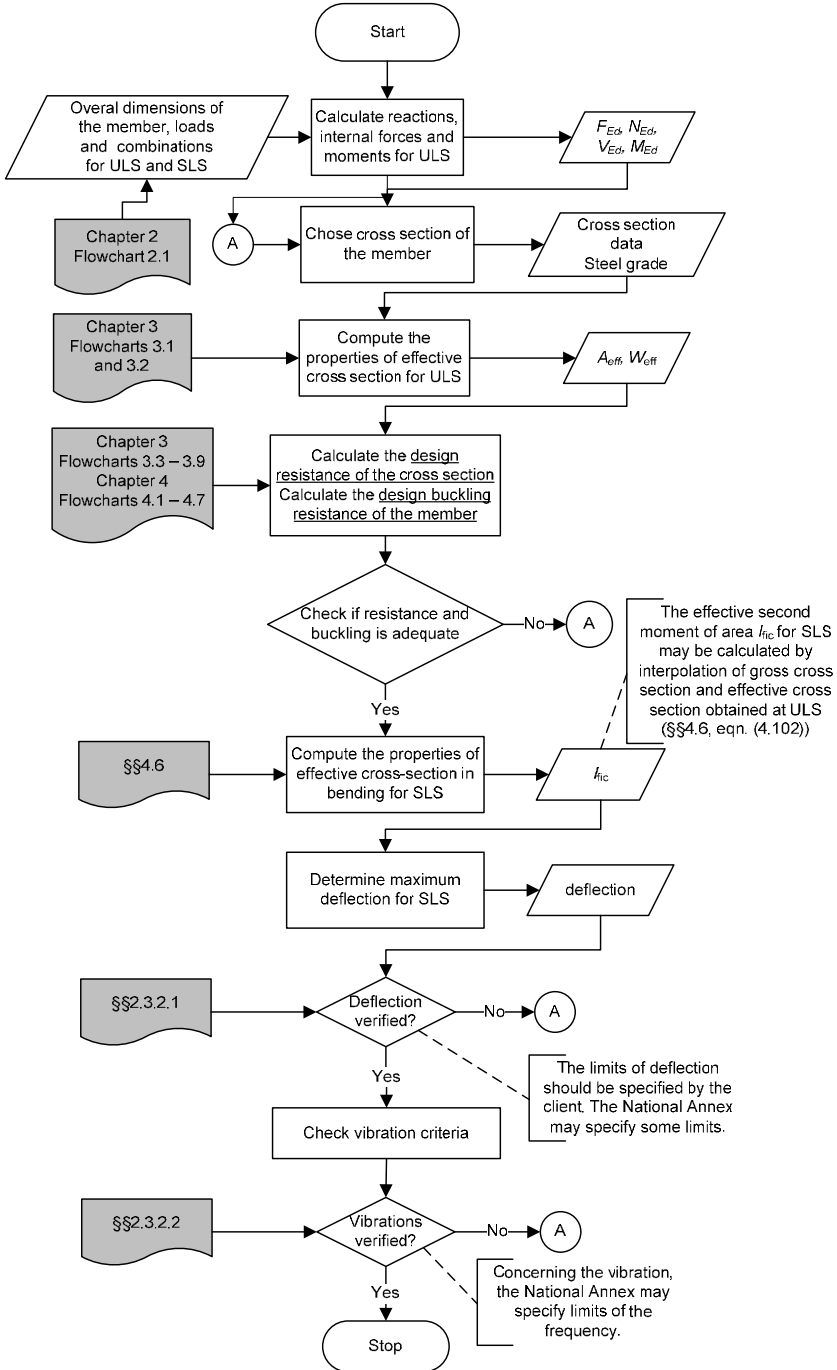 Start
Overal dimensions of
the member, loads
and combinations
for ULS and SLS
Calculate reactions,
internal forces and
moments for ULS
F_Ed, N_Ed,
V_Ed, M_Ed
Chapter 2
Flowchart 2.1
A
Chose cross section of
the member
Cross section
data
Steel grade
Chapter 3
Flowcharts 3.1
and 3.2
Compute the
properties of effective
cross section for ULS
A_eff, W_eff
Chapter 3
Flowcharts 3.3 – 3.9
Chapter 4
Flowcharts 4.1 – 4.7
Calculate the design
resistance of the cross section
Calculate the design buckling
resistance of the member
Check if resistance and
buckling is adequate
No
A
The effective second
moment of area I_fic for SLS
may be calculated by
interpolation of gross cross
section and effective cross
section obtained at ULS
(§§4.6, eqn. (4.102))
Yes
§§4.6
Compute the properties of
effective cross-section in
bending for SLS
I_fic
Determine maximum
deflection for SLS
deflection
§§2.3.2.1
Deflection
verified?
No
A
Yes
The limits of deflection
should be specified by the
client. The National Annex
may specify some limits.
Check vibration criteria
§§2.3.2.2
Vibrations
verified?
No
A
Yes
Concerning the vibration,
the National Annex may
specify limits of the
frequency.
Stop